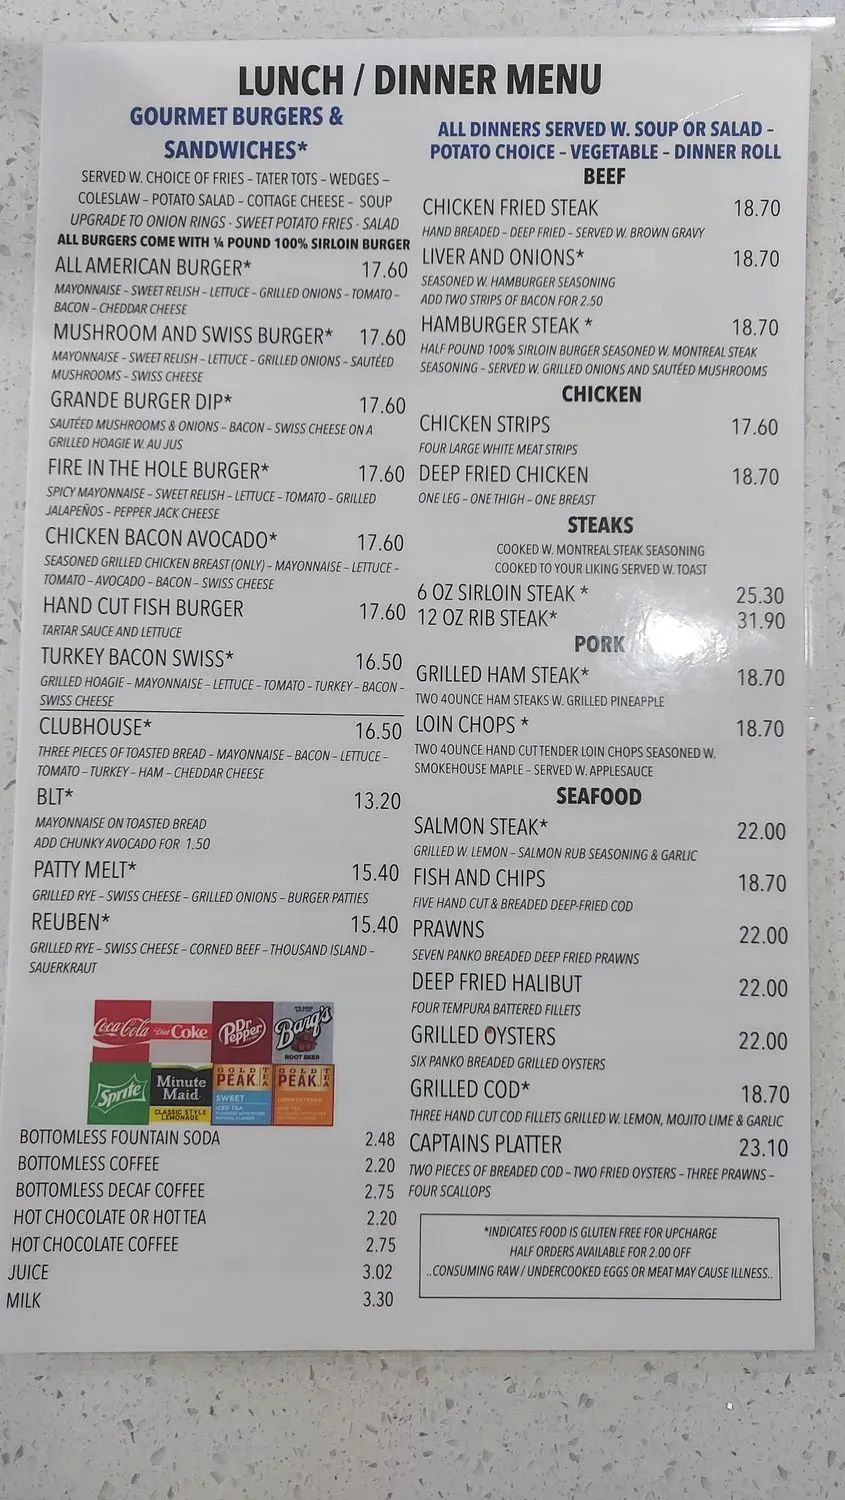 LUNCH / DINNER MENU
GOURMET BURGERS &
SANDWICHES*
SERVED W. CHOICE OF FRIES – TATER TOTS – WEDGES –
COLESLAW – POTATO SALAD – COTTAGE CHEESE – SOUP
UPGRADE TO ONION RINGS - SWEET POTATO FRIES - SALAD
ALL BURGERS COME WITH ¼ POUND 100% SIRLOIN BURGER
ALL AMERICAN BURGER* 17.60
MAYONNAISE – SWEET RELISH – LETTUCE – GRILLED ONIONS – TOMATO –
BACON – CHEDDAR CHEESE
MUSHROOM AND SWISS BURGER* 17.60
MAYONNAISE – SWEET RELISH – LETTUCE – GRILLED ONIONS – SAUTÉED
MUSHROOMS – SWISS CHEESE
GRANDE BURGER DIP* 17.60
SAUTÉED MUSHROOMS & ONIONS – BACON – SWISS CHEESE ON A
GRILLED HOAGIE W. AU JUS
FIRE IN THE HOLE BURGER* 17.60
SPICY MAYONNAISE – SWEET RELISH – LETTUCE – TOMATO – GRILLED
JALAPEÑOS – PEPPER JACK CHEESE
CHICKEN BACON AVOCADO* 17.60
SEASONED GRILLED CHICKEN BREAST (ONLY) – MAYONNAISE – LETTUCE –
TOMATO – AVOCADO – BACON – SWISS CHEESE
HAND CUT FISH BURGER 17.60
TARTAR SAUCE AND LETTUCE
TURKEY BACON SWISS* 16.50
GRILLED HOAGIE – MAYONNAISE – LETTUCE – TOMATO – TURKEY – BACON –
SWISS CHEESE
CLUBHOUSE* 16.50
THREE PIECES OF TOASTED BREAD – MAYONNAISE – BACON – LETTUCE –
TOMATO – TURKEY – HAM – CHEDDAR CHEESE
BLT* 13.20
MAYONNAISE ON TOASTED BREAD
ADD CHUNKY AVOCADO FOR 1.50
PATTY MELT* 15.40
GRILLED RYE – SWISS CHEESE – GRILLED ONIONS – BURGER PATTIES
REUBEN* 15.40
GRILLED RYE – SWISS CHEESE – CORNED BEEF – THOUSAND ISLAND –
SAUERKRAUT
Coca-Cola Diet Coke Dr Pepper Barq's
ROOT BEER
Sprite Minute Maid
CLASSIC STYLE
LEMONADE
GOLD PEAK TEA
SWEET
ICED TEA
GOLD PEAK TEA
UNSWEETENED
ICED TEA
BOTTOMLESS FOUNTAIN SODA 2.48
BOTTOMLESS COFFEE 2.20
BOTTOMLESS DECAF COFFEE 2.75
HOT CHOCOLATE OR HOT TEA 2.20
HOT CHOCOLATE COFFEE 2.75
JUICE 3.02
MILK 3.30
ALL DINNERS SERVED W. SOUP OR SALAD –
POTATO CHOICE – VEGETABLE – DINNER ROLL
BEEF
CHICKEN FRIED STEAK 18.70
HAND BREADED – DEEP FRIED – SERVED W. BROWN GRAVY
LIVER AND ONIONS* 18.70
SEASONED W. HAMBURGER SEASONING
ADD TWO STRIPS OF BACON FOR 2.50
HAMBURGER STEAK * 18.70
HALF POUND 100% SIRLOIN BURGER SEASONED W. MONTREAL STEAK
SEASONING – SERVED W. GRILLED ONIONS AND SAUTÉED MUSHROOMS
CHICKEN
CHICKEN STRIPS 17.60
FOUR LARGE WHITE MEAT STRIPS
DEEP FRIED CHICKEN 18.70
ONE LEG – ONE THIGH – ONE BREAST
STEAKS
COOKED W. MONTREAL STEAK SEASONING
COOKED TO YOUR LIKING SERVED W. TOAST
6 OZ SIRLOIN STEAK * 25.30
12 OZ RIB STEAK* 31.90
PORK
GRILLED HAM STEAK* 18.70
TWO 4OUNCE HAM STEAKS W. GRILLED PINEAPPLE
LOIN CHOPS * 18.70
TWO 4OUNCE HAND CUT TENDER LOIN CHOPS SEASONED W.
SMOKEHOUSE MAPLE – SERVED W. APPLESAUCE
SEAFOOD
SALMON STEAK* 22.00
GRILLED W. LEMON – SALMON RUB SEASONING & GARLIC
FISH AND CHIPS 18.70
FIVE HAND CUT & BREADED DEEP-FRIED COD
PRAWNS 22.00
SEVEN PANKO BREADED DEEP FRIED PRAWNS
DEEP FRIED HALIBUT 22.00
FOUR TEMPURA BATTERED FILLETS
GRILLED OYSTERS 22.00
SIX PANKO BREADED GRILLED OYSTERS
GRILLED COD* 18.70
THREE HAND CUT COD FILLETS GRILLED W. LEMON, MOJITO LIME & GARLIC
CAPTAINS PLATTER 23.10
TWO PIECES OF BREADED COD – TWO FRIED OYSTERS – THREE PRAWNS –
FOUR SCALLOPS
*INDICATES FOOD IS GLUTEN FREE FOR UPCHARGE
HALF ORDERS AVAILABLE FOR 2.00 OFF
..CONSUMING RAW / UNDERCOOKED EGGS OR MEAT MAY CAUSE ILLNESS..